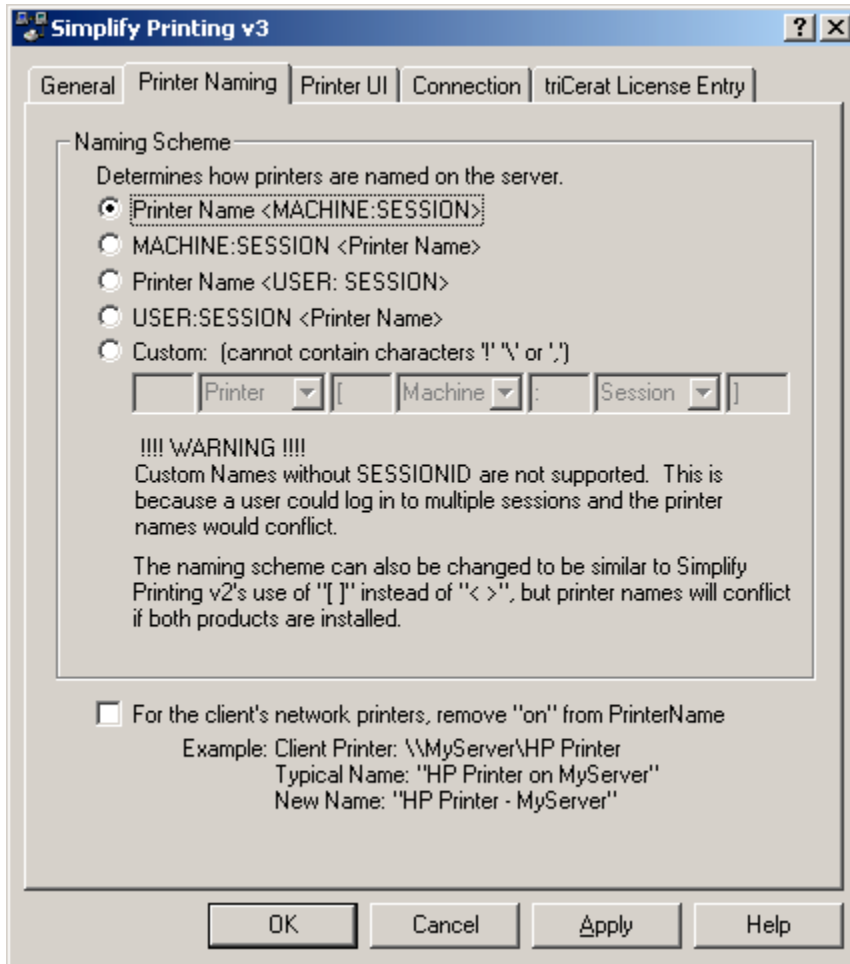 Simplify Printing v3
General Printer Naming Printer UI Connection triCerat License Entry
Naming Scheme
Determines how printers are named on the server.
Printer Name <MACHINE:SESSION>
MACHINE:SESSION <Printer Name>
Printer Name <USER: SESSION>
USER:SESSION <Printer Name>
Custom: (cannot contain characters '!' '\' or ',')
Printer [ Machine : Session ]
!!!! WARNING !!!!
Custom Names without SESSIONID are not supported. This is
because a user could log in to multiple sessions and the printer
names would conflict.
The naming scheme can also be changed to be similar to Simplify
Printing v2's use of "[ ]" instead of "< >", but printer names will conflict
if both products are installed.
For the client's network printers, remove "on" from PrinterName
Example: Client Printer: \\MyServer\HP Printer
Typical Name: "HP Printer on MyServer"
New Name: "HP Printer - MyServer"
OK Cancel Apply Help